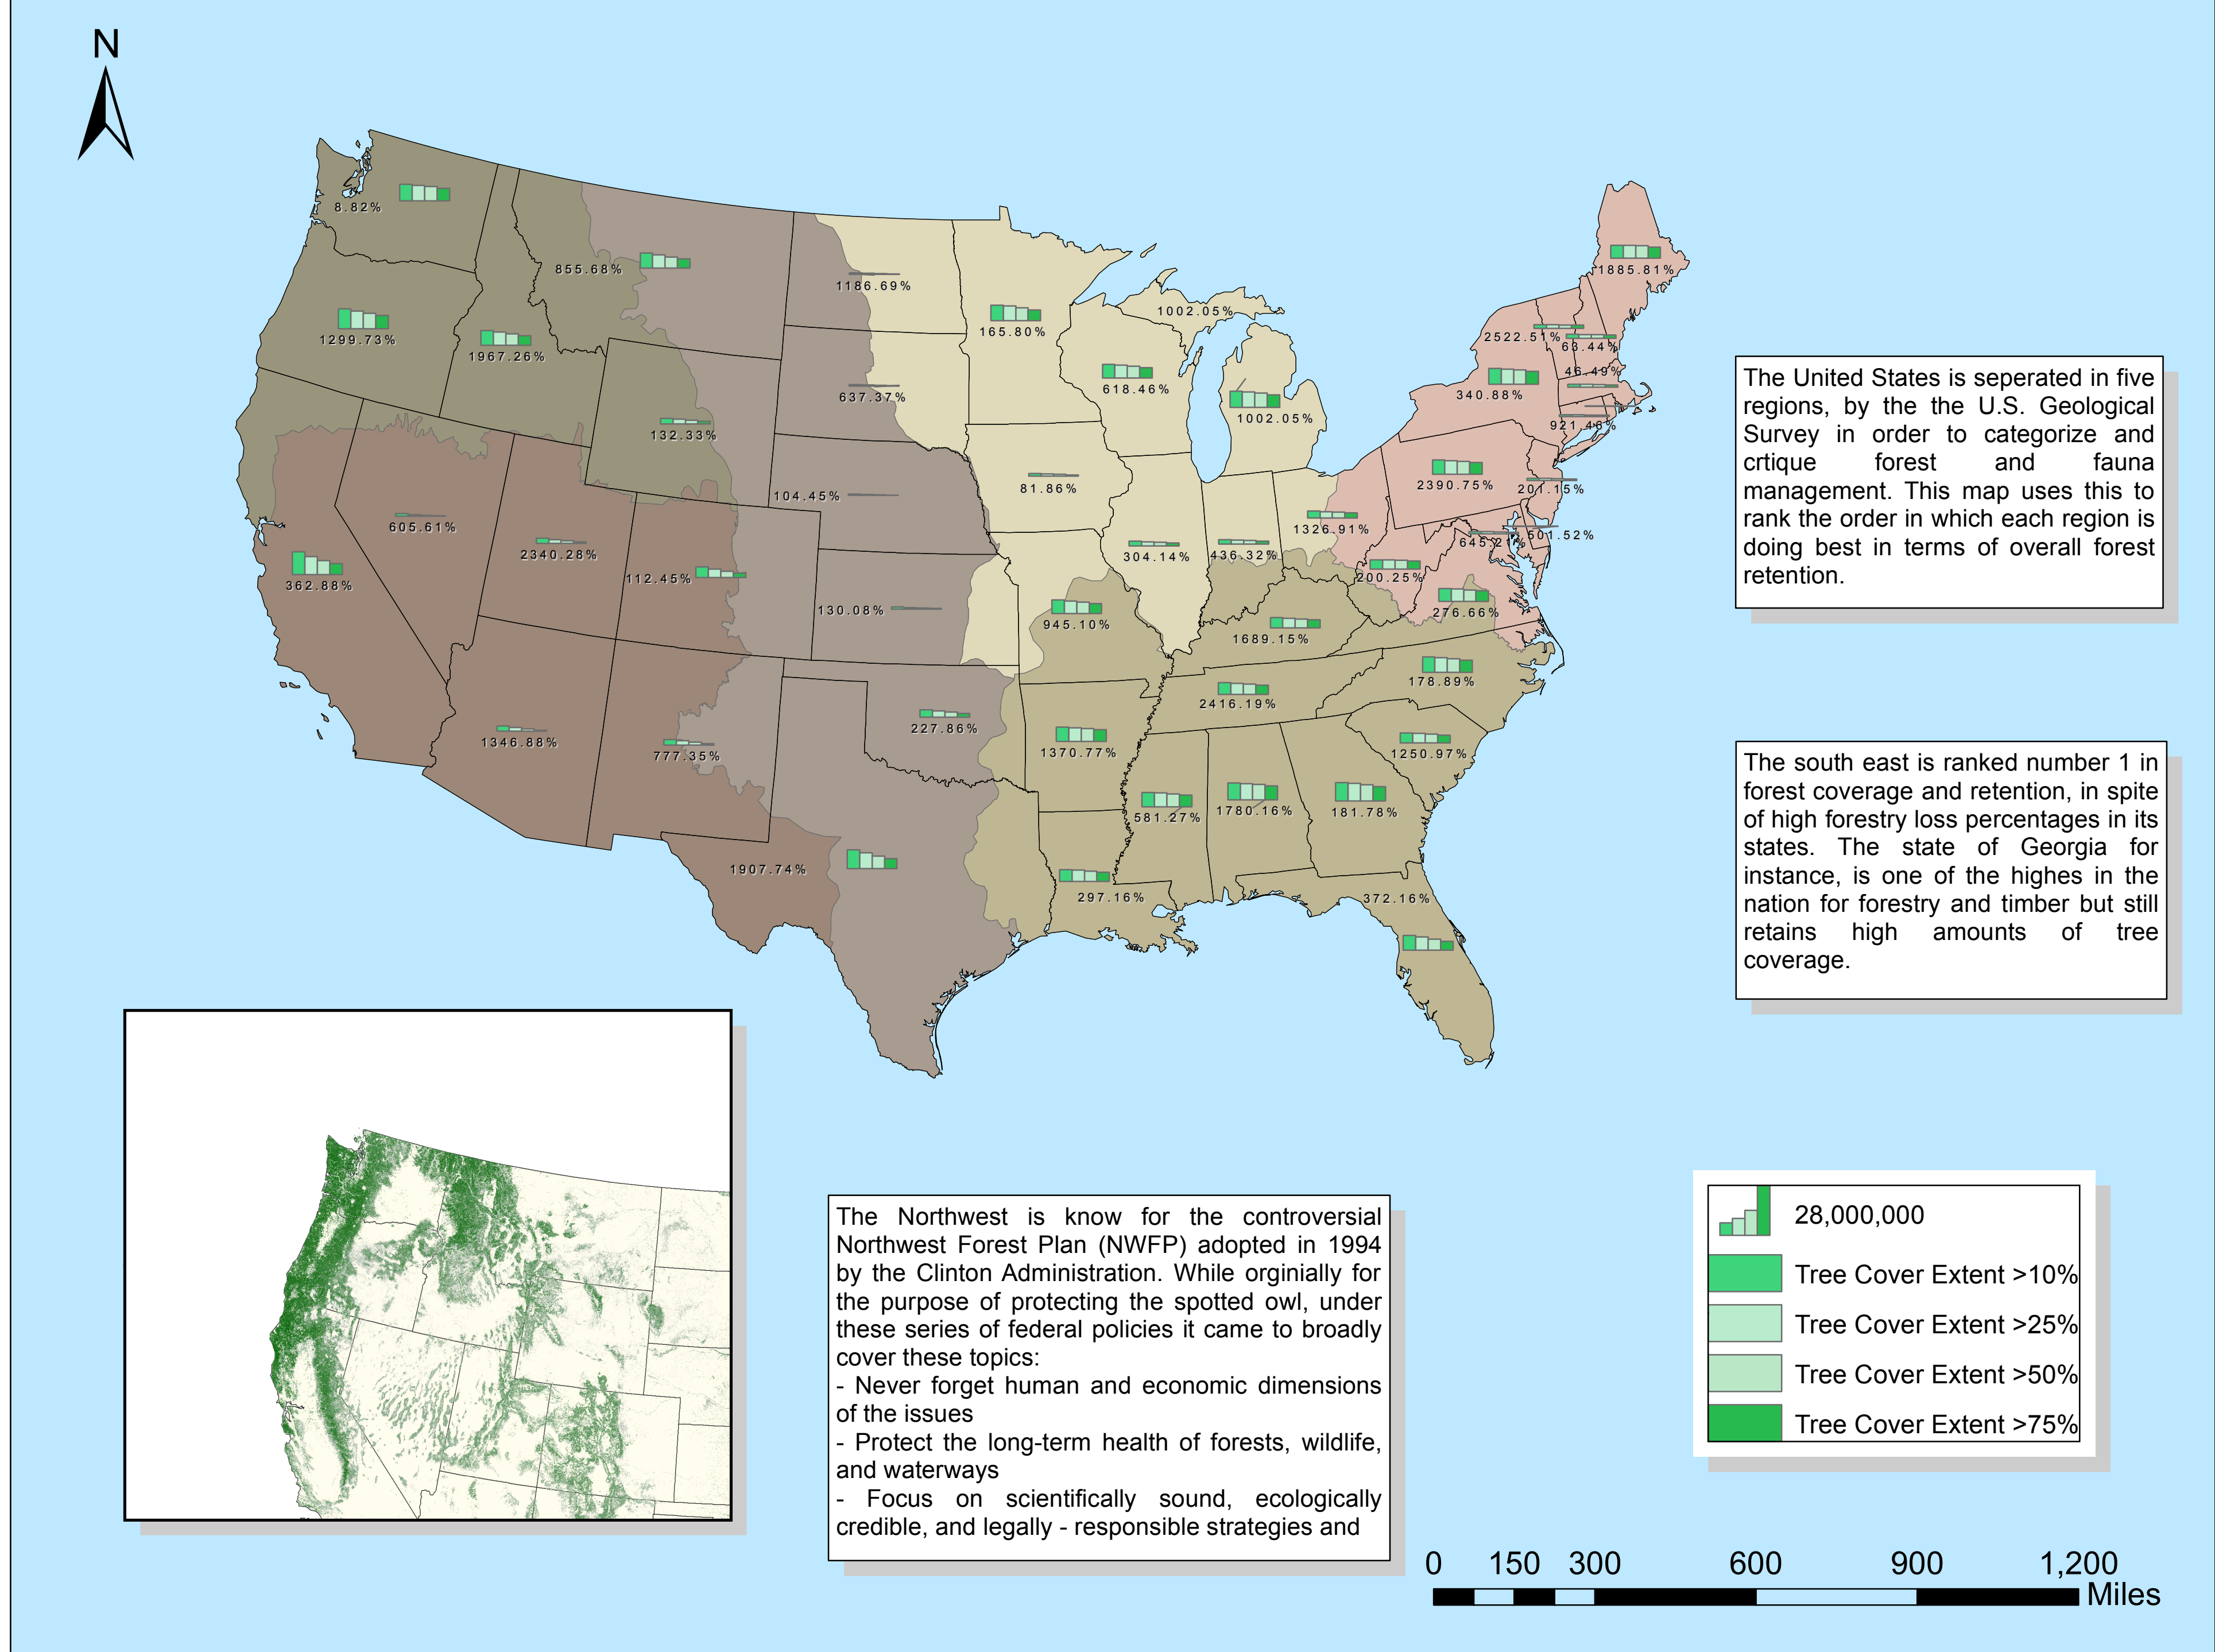 N
8.82%
855.68%
1186.69%
1002.05%
1885.81%
1299.73%
1967.26%
165.80%
2522.51%
63.44%
46.49%
637.37%
618.46%
340.88%
132.33%
1002.05%
921.46%
104.45%
81.86%
2390.75%
201.15%
605.61%
2340.28%
1326.91%
645.21%
501.52%
304.14%
436.32%
362.88%
112.45%
200.25%
130.08%
945.10%
276.66%
1689.15%
178.89%
2416.19%
227.86%
1346.88%
777.35%
1370.77%
1250.97%
581.27%
1780.16%
181.78%
1907.74%
297.16%
372.16%
The United States is seperated in five
regions, by the the U.S. Geological
Survey in order to categorize and
crtique forest and fauna
management. This map uses this to
rank the order in which each region is
doing best in terms of overall forest
retention.
The south east is ranked number 1 in
forest coverage and retention, in spite
of high forestry loss percentages in its
states. The state of Georgia for
instance, is one of the highes in the
nation for forestry and timber but still
retains high amounts of tree
coverage.
The Northwest is know for the controversial
Northwest Forest Plan (NWFP) adopted in 1994
by the Clinton Administration. While orginially for
the purpose of protecting the spotted owl, under
these series of federal policies it came to broadly
cover these topics:
- Never forget human and economic dimensions
of the issues
- Protect the long-term health of forests, wildlife,
and waterways
- Focus on scientifically sound, ecologically
credible, and legally - responsible strategies and
28,000,000
Tree Cover Extent >10%
Tree Cover Extent >25%
Tree Cover Extent >50%
Tree Cover Extent >75%
0 150 300 600 900 1,200
Miles